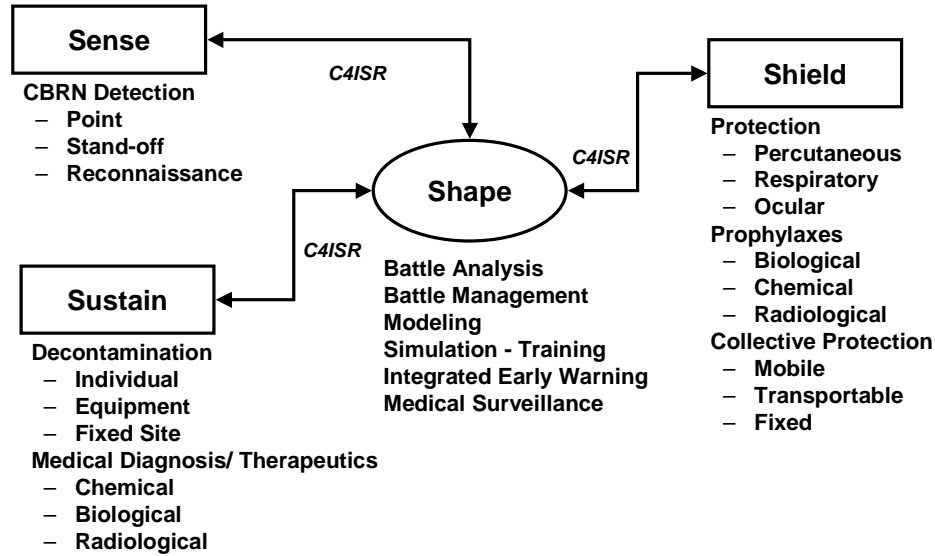 Sense
C4ISR
CBRN Detection
– Point
– Stand-off
– Reconnaissance
Shield
C4ISR
Protection
– Percutaneous
– Respiratory
– Ocular
Prophylaxes
– Biological
– Chemical
– Radiological
Collective Protection
– Mobile
– Transportable
– Fixed
Shape
Battle Analysis
Battle Management
Modeling
Simulation - Training
Integrated Early Warning
Medical Surveillance
C4ISR
Sustain
Decontamination
– Individual
– Equipment
– Fixed Site
Medical Diagnosis/ Therapeutics
– Chemical
– Biological
– Radiological